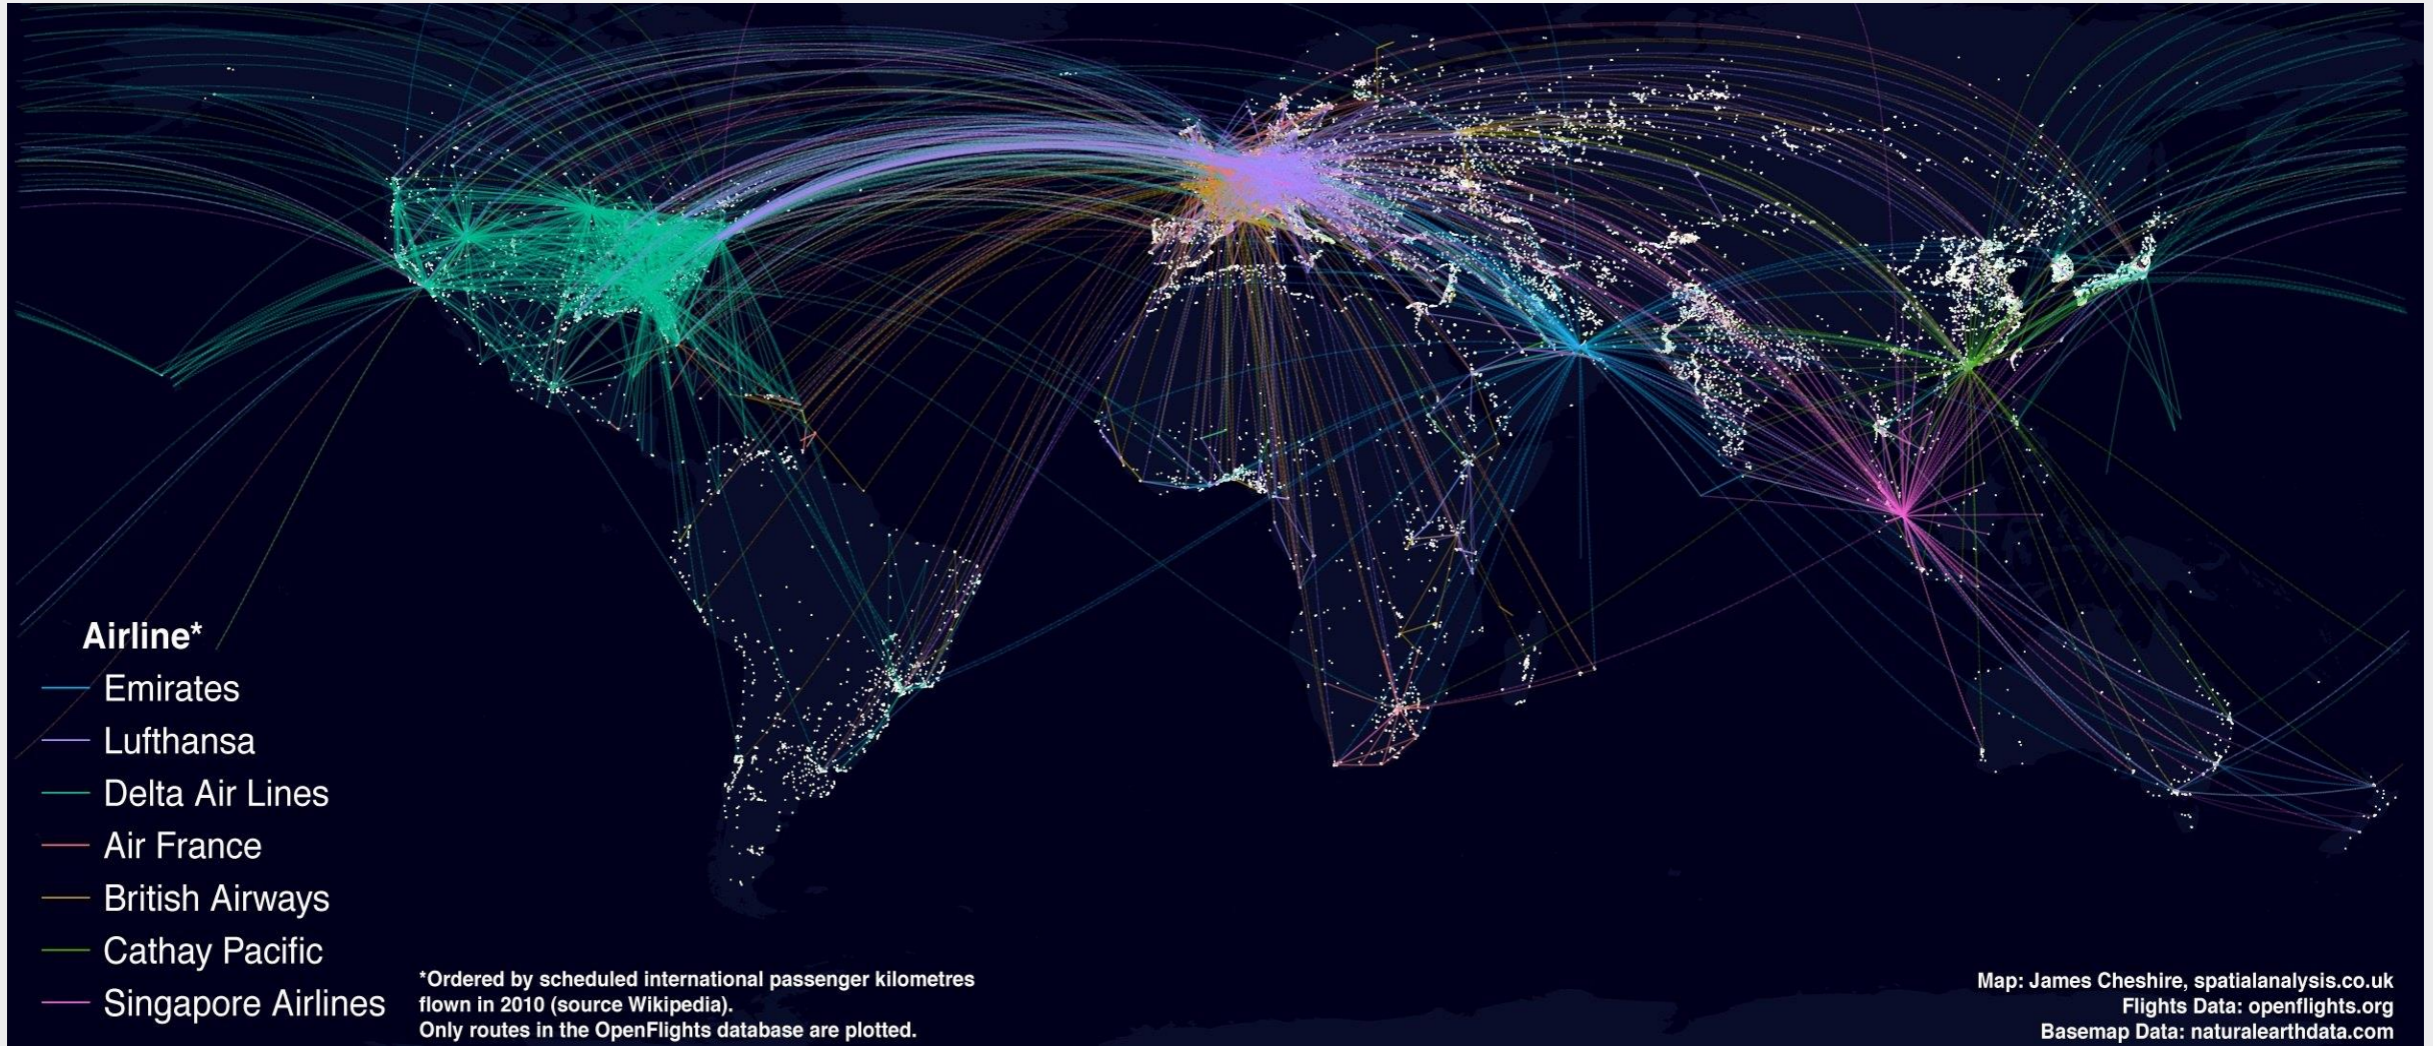 Airline*
Emirates
Lufthansa
Delta Air Lines
Air France
British Airways
Cathay Pacific
Singapore Airlines
*Ordered by scheduled international passenger kilometres
flown in 2010 (source Wikipedia).
Only routes in the OpenFlights database are plotted.
Map: James Cheshire, spatialanalysis.co.uk
Flights Data: openflights.org
Basemap Data: naturalearthdata.com